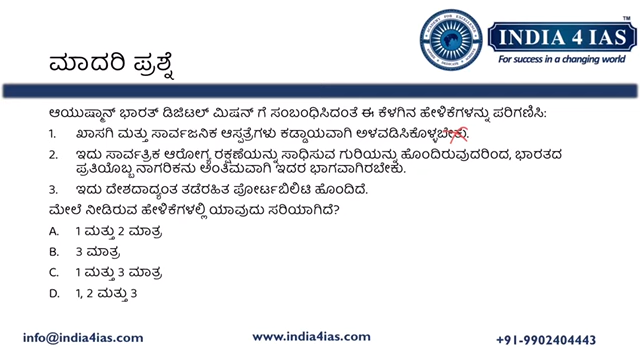 INDIA 4 IAS
TM
For success in a changing world
ಮಾದರಿ ಪ್ರಶ್ನೆ
ಆಯುಷ್ಮಾನ್ ಭಾರತ್ ಡಿಜಿಟಲ್ ಮಿಷನ್ ಗೆ ಸಂಬಂಧಿಸಿದಂತೆ ಈ ಕೆಳಗಿನ ಹೇಳಿಕೆಗಳನ್ನು ಪರಿಗಣಿಸಿ:
1. ಖಾಸಗಿ ಮತ್ತು ಸಾರ್ವಜನಿಕ ಆಸ್ಪತ್ರೆಗಳು ಕಡ್ಡಾಯವಾಗಿ ಅಳವಡಿಸಿಕೊಳ್ಳಬೇಕು.
2. ಇದು ಸಾರ್ವತ್ರಿಕ ಆರೋಗ್ಯ ರಕ್ಷಣೆಯನ್ನು ಸಾಧಿಸುವ ಗುರಿಯನ್ನು ಹೊಂದಿರುವುದರಿಂದ, ಭಾರತದ
ಪ್ರತಿಯೊಬ್ಬ ನಾಗರಿಕನು ಅಂತಿಮವಾಗಿ ಇದರ ಭಾಗವಾಗಿರಬೇಕು.
3. ಇದು ದೇಶದಾದ್ಯಂತ ತಡೆರಹಿತ ಪೋರ್ಟಬಿಲಿಟಿ ಹೊಂದಿದೆ.
ಮೇಲೆ ನೀಡಿರುವ ಹೇಳಿಕೆಗಳಲ್ಲಿ ಯಾವುದು ಸರಿಯಾಗಿದೆ?
A. 1 ಮತ್ತು 2 ಮಾತ್ರ
B. 3 ಮಾತ್ರ
C. 1 ಮತ್ತು 3 ಮಾತ್ರ
D. 1, 2 ಮತ್ತು 3
info@india4ias.com
www.india4ias.com
+91-9902404443